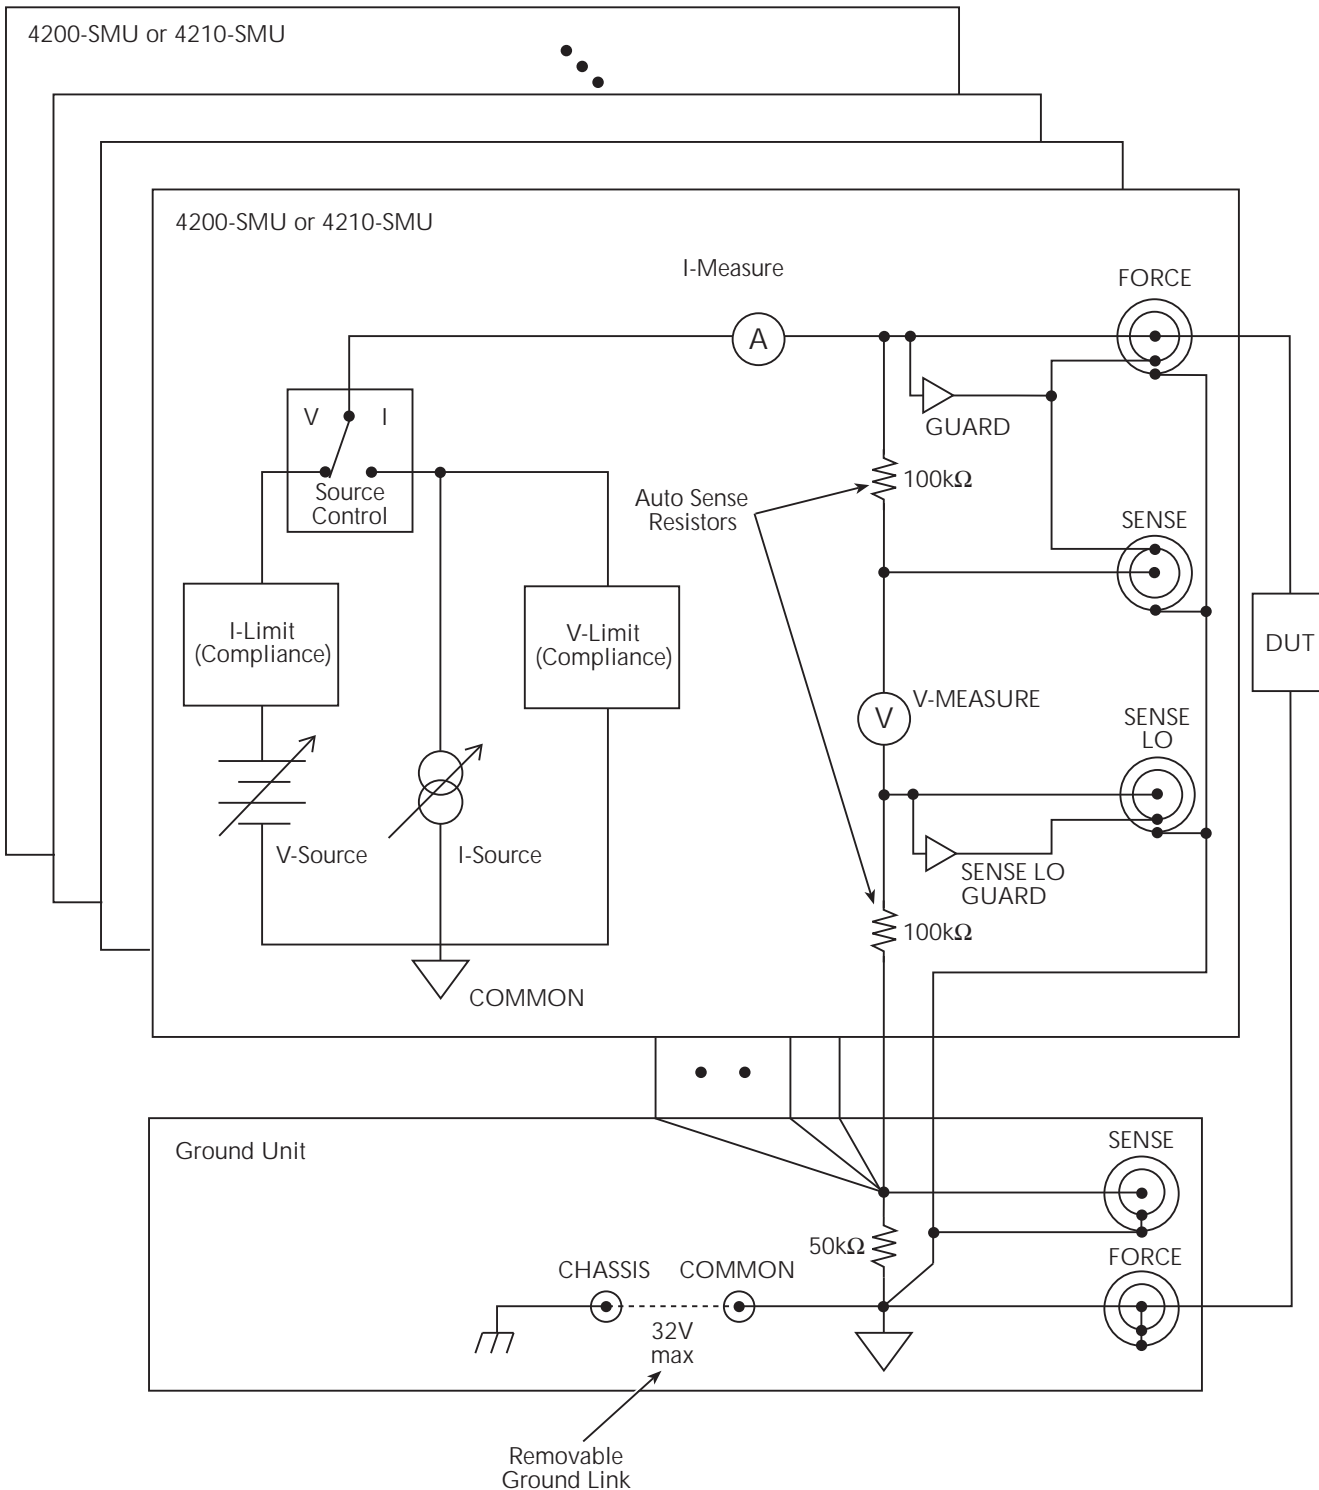 4200-SMU or 4210-SMU
4200-SMU or 4210-SMU
I-Measure
FORCE
A
V I
GUARD
Source
Control
Auto Sense
Resistors
100kΩ
SENSE
I-Limit
(Compliance)
V-Limit
(Compliance)
DUT
V
V-MEASURE
SENSE
LO
V-Source
I-Source
SENSE LO
GUARD
100kΩ
COMMON
Ground Unit
SENSE
50kΩ
FORCE
CHASSIS
COMMON
32V
max
Removable
Ground Link